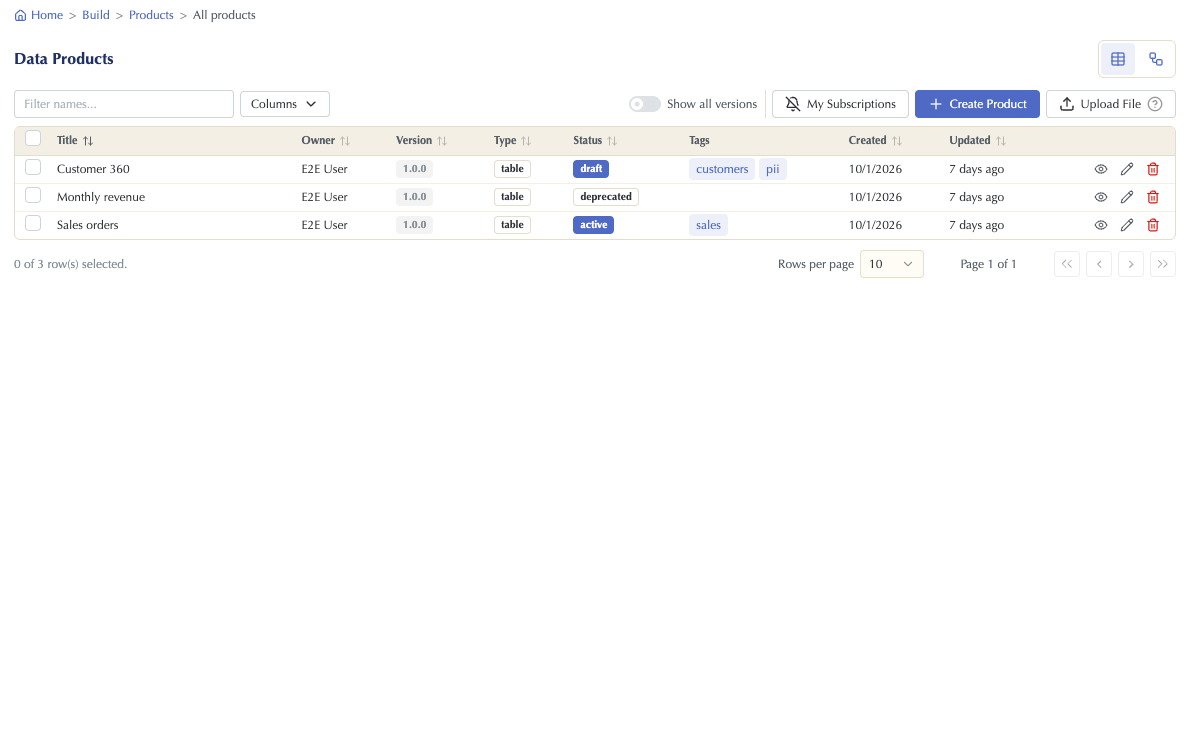 Home > Build > Products > All products
Data Products
Filter names...
Columns
Show all versions
My Subscriptions
Create Product
Upload File ?
Title Owner Version Type Status Tags Created Updated
Customer 360 E2E User 1.0.0 table draft customers pii 10/1/2026 7 days ago
Monthly revenue E2E User 1.0.0 table deprecated 10/1/2026 7 days ago
Sales orders E2E User 1.0.0 table active sales 10/1/2026 7 days ago
0 of 3 row(s) selected.
Rows per page 10
Page 1 of 1